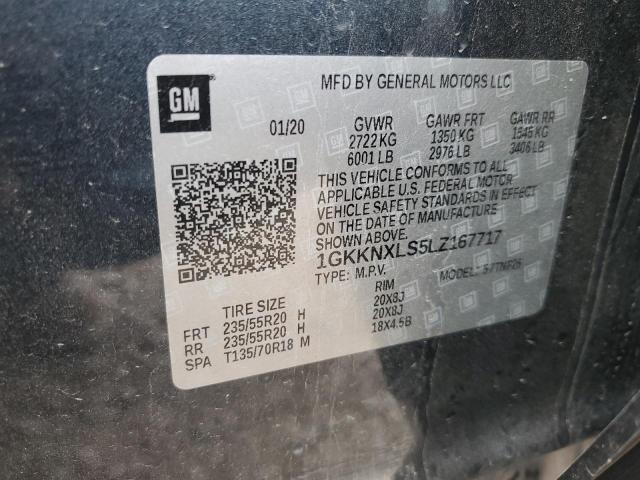 GM
MFD BY GENERAL MOTORS LLC
01/20 GVWR GAWR FRT GAWR RR
2722 KG 1350 KG 1545 KG
6001 LB 2976 LB 3406 LB
THIS VEHICLE CONFORMS TO ALL
APPLICABLE U.S. FEDERAL MOTOR
VEHICLE SAFETY STANDARDS IN EFFECT
ON THE DATE OF MANUFACTURE
SHOWN ABOVE.
1GKKNXLS5LZ167717
TYPE: M.P.V. MODEL:
TIRE SIZE RIM
FRT 235/55R20 H 20X8J
RR 235/55R20 H 20X8J
SPA T135/70R18 M 18X4.5B